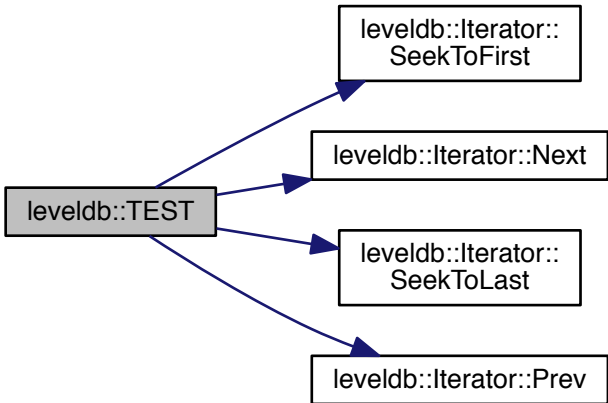 leveldb::Iterator::
SeekToFirst
leveldb::Iterator::Next
leveldb::TEST
leveldb::Iterator::
SeekToLast
leveldb::Iterator::Prev